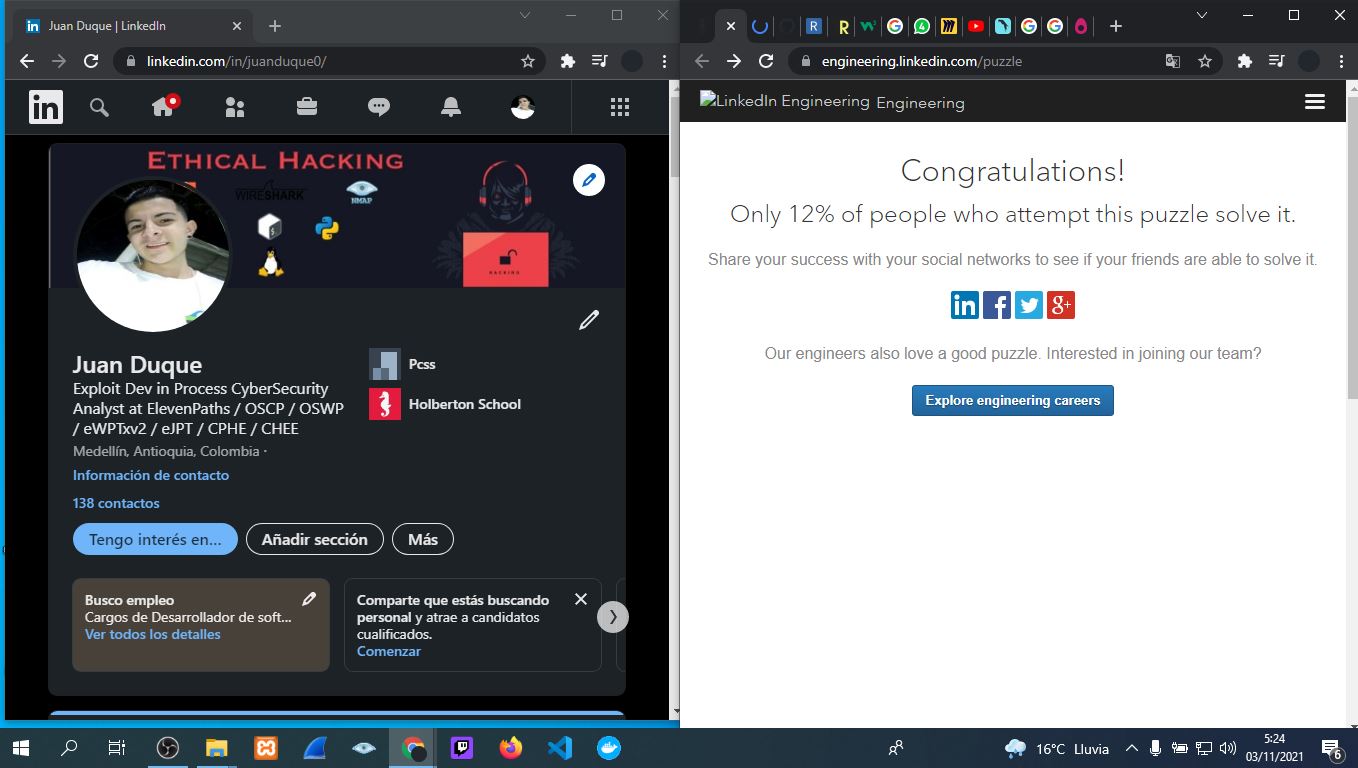 Juan Duque | LinkedIn
linkedin.com/in/juanduque0/
in
ETHICAL HACKING
WIRESHARK
NMAP
HACKING
Juan Duque
Exploit Dev in Process CyberSecurity
Analyst at ElevenPaths / OSCP / OSWP
/ eWPTxv2 / eJPT / CPHE / CHEE
Medellín, Antioquia, Colombia ·
Información de contacto
138 contactos
Pcss
Holberton School
Tengo interés en...
Añadir sección
Más
Busco empleo
Cargos de Desarrollador de soft...
Ver todos los detalles
Comparte que estás buscando
personal y atrae a candidatos
cualificados.
Comenzar
engineering.linkedin.com/puzzle
LinkedIn Engineering Engineering
Congratulations!
Only 12% of people who attempt this puzzle solve it.
Share your success with your social networks to see if your friends are able to solve it.
in f g+
Our engineers also love a good puzzle. Interested in joining our team?
Explore engineering careers
16°C Lluvia
5:24
03/11/2021
6